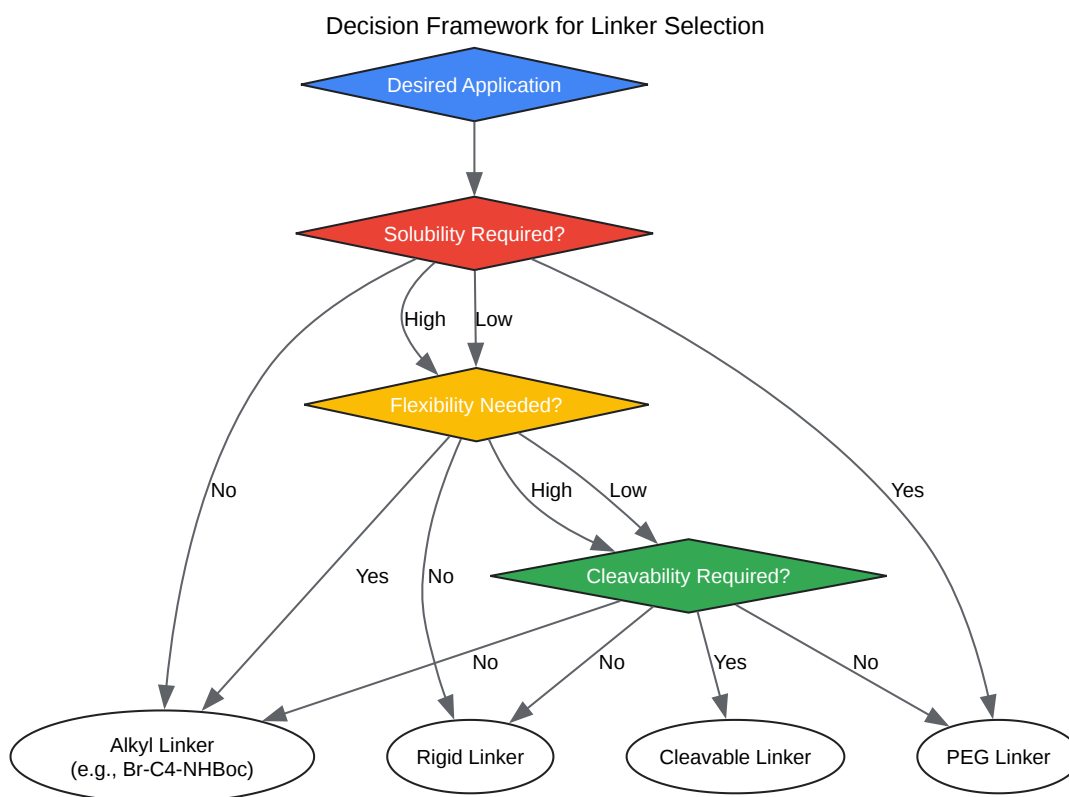 Decision Framework for Linker Selection
Desired Application
Solubility Required?
High
Low
Flexibility Needed?
No
High
Low
Yes
Yes
No
Cleavability Required?
No
No
Yes
No
Alkyl Linker
(e.g., Br-C4-NHBoc)
Rigid Linker
Cleavable Linker
PEG Linker